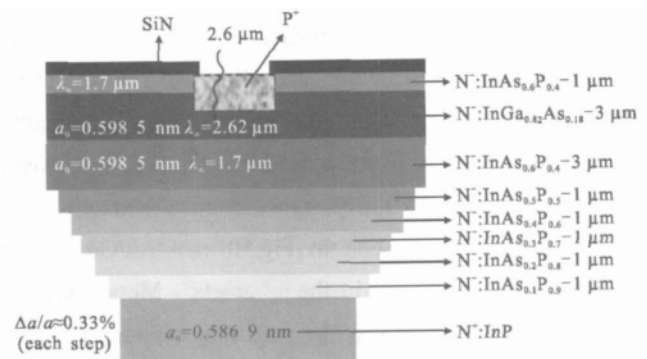 SiN
2.6 μm
P⁺
λ∞=1.7 μm
N⁻:InAs₀.₆P₀.₄-1 μm
N⁻:InGa₀.₈₂As₀.₁₈-3 μm
a₀=0.598 5 nm λ∞=2.62 μm
a₀=0.598 5 nm λ∞=1.7 μm
N⁻:InAs₀.₆P₀.₄-3 μm
N⁻:InAs₀.₅P₀.₅-1 μm
N⁻:InAs₀.₄P₀.₆-1 μm
N⁻:InAs₀.₃P₀.₇-1 μm
N⁻:InAs₀.₂P₀.₈-1 μm
N⁻:InAs₀.₁P₀.₉-1 μm
Δa/a≈0.33%
(each step)
a₀=0.586 9 nm
N⁺:InP